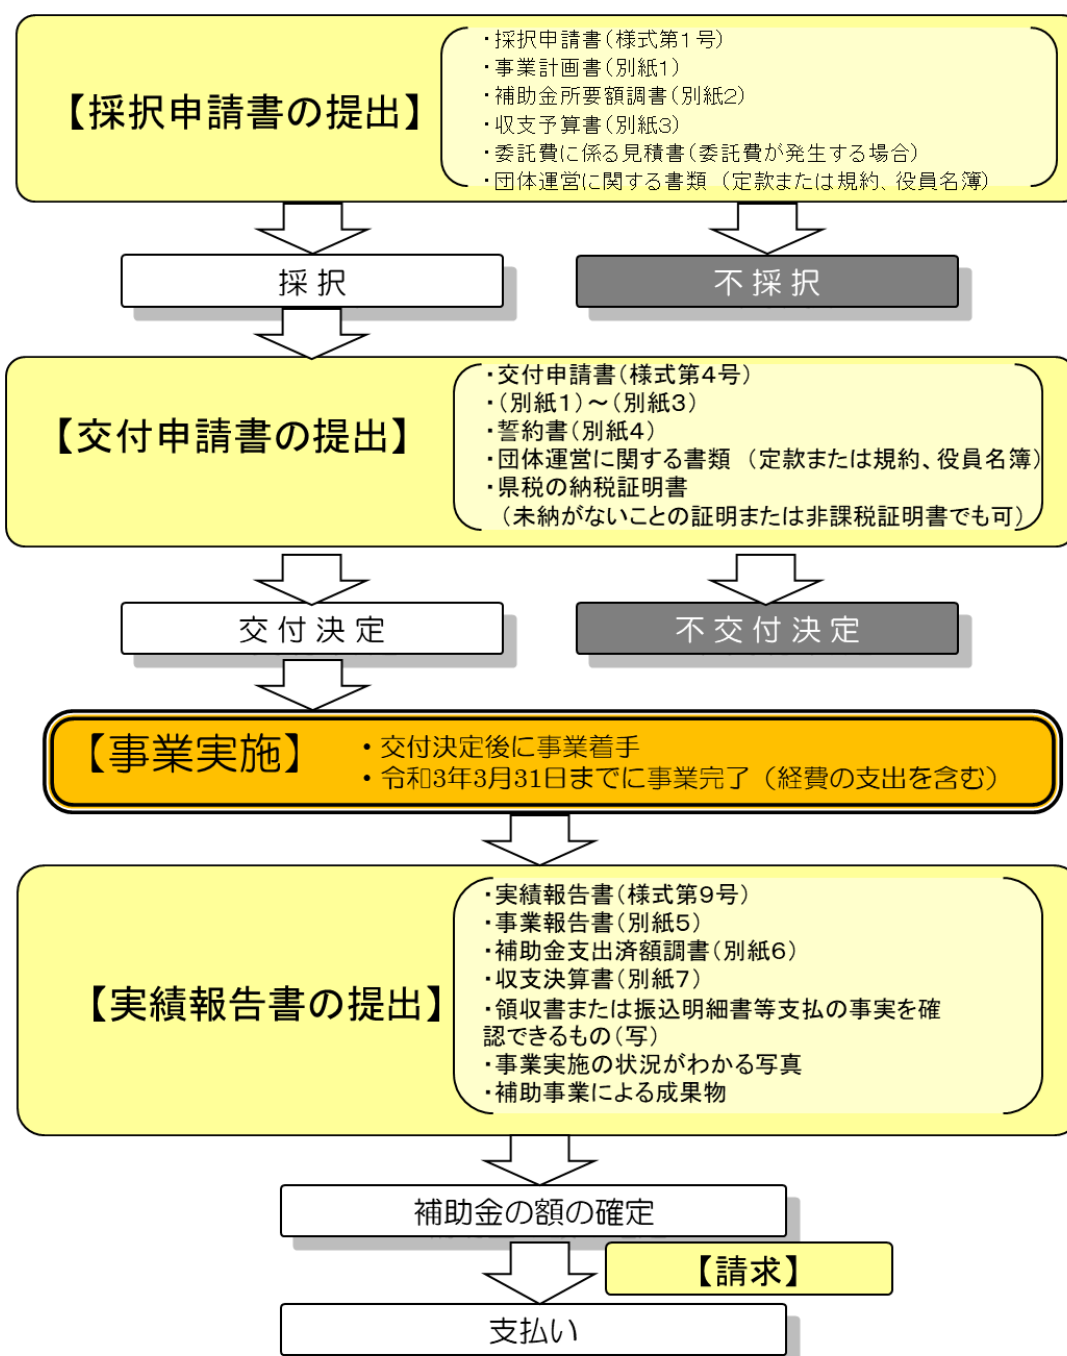 【採択申請書の提出】
・採択申請書(様式第１号)
・事業計画書(別紙1)
・補助金所要額調書(別紙2)
・収支予算書(別紙3)
・委託費に係る見積書(委託費が発生する場合)
・団体運営に関する書類 (定款または規約、役員名簿)
採択
不採択
【交付申請書の提出】
・交付申請書(様式第4号)
・(別紙1)～(別紙3)
・誓約書(別紙4)
・団体運営に関する書類 (定款または規約、役員名簿)
・県税の納税証明書
(未納がないことの証明または非課税証明書でも可)
交付決定
不交付決定
【事業実施】
・交付決定後に事業着手
・令和3年3月31日までに事業完了（経費の支出を含む）
【実績報告書の提出】
・実績報告書(様式第9号)
・事業報告書(別紙5)
・補助金支出済額調書(別紙6)
・収支決算書(別紙7)
・領収書または振込明細書等支払の事実を確
認できるもの(写)
・事業実施の状況がわかる写真
・補助事業による成果物
補助金の額の確定
【請求】
支払い